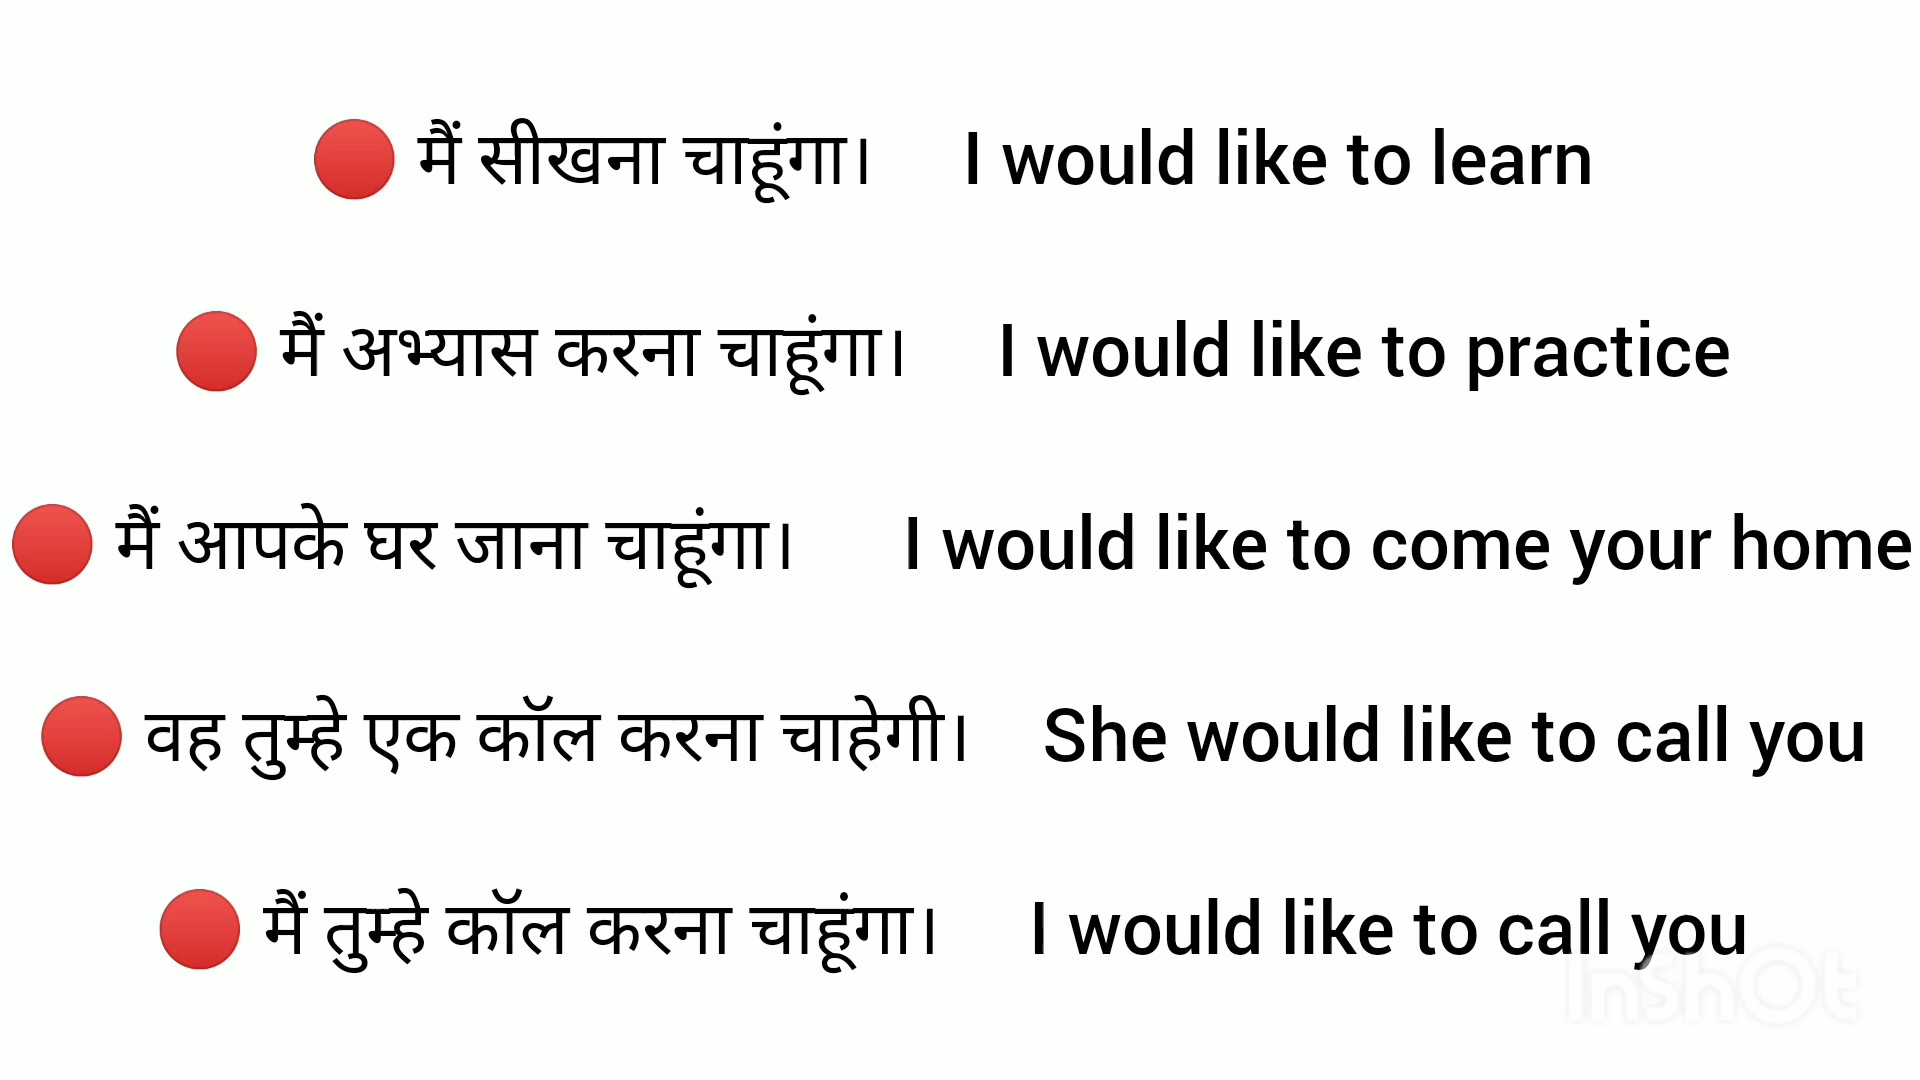 🔴 मैं सीखना चाहूंगा। I would like to learn
🔴 मैं अभ्यास करना चाहूंगा। I would like to practice
🔴 मैं आपके घर जाना चाहूंगा। I would like to come your home
🔴 वह तुम्हे एक कॉल करना चाहेगी। She would like to call you
🔴 मैं तुम्हे कॉल करना चाहूंगा। I would like to call you
InShOt